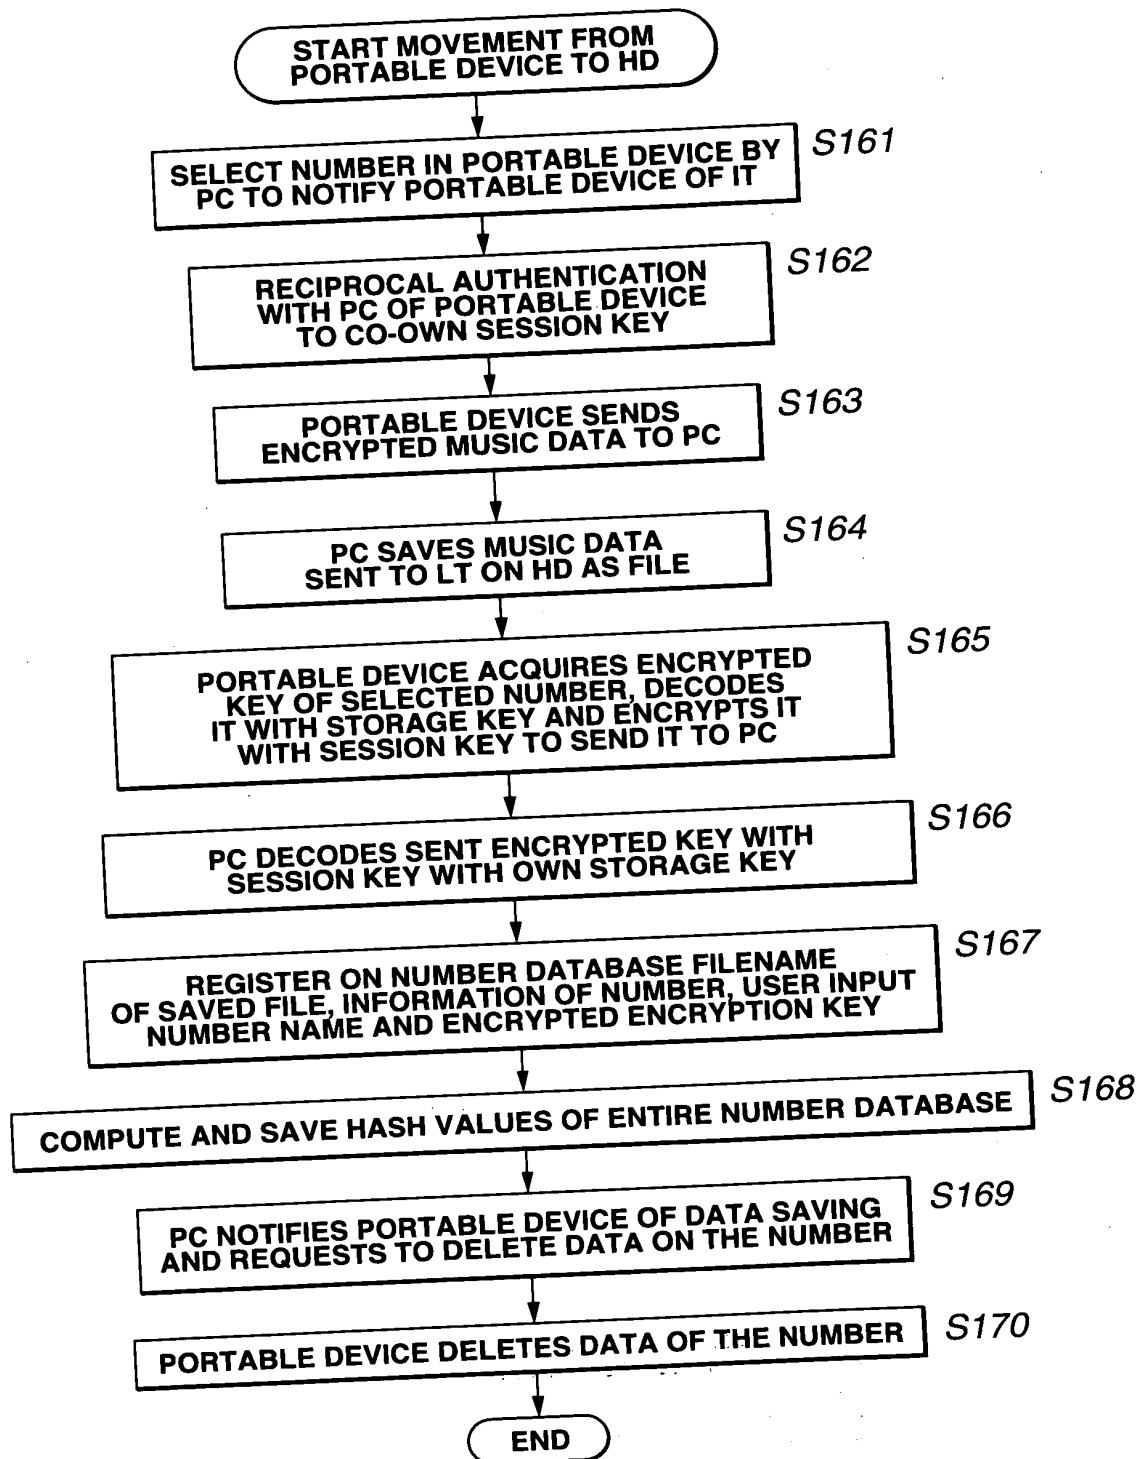 START MOVEMENT FROM
PORTABLE DEVICE TO HD
SELECT NUMBER IN PORTABLE DEVICE BY
PC TO NOTIFY PORTABLE DEVICE OF IT
S161
RECIPROCAL AUTHENTICATION
WITH PC OF PORTABLE DEVICE
TO CO-OWN SESSION KEY
S162
PORTABLE DEVICE SENDS
ENCRYPTED MUSIC DATA TO PC
S163
PC SAVES MUSIC DATA
SENT TO LT ON HD AS FILE
S164
PORTABLE DEVICE ACQUIRES ENCRYPTED
KEY OF SELECTED NUMBER, DECODES
IT WITH STORAGE KEY AND ENCRYPTS IT
WITH SESSION KEY TO SEND IT TO PC
S165
PC DECODES SENT ENCRYPTED KEY WITH
SESSION KEY WITH OWN STORAGE KEY
S166
REGISTER ON NUMBER DATABASE FILENAME
OF SAVED FILE, INFORMATION OF NUMBER, USER INPUT
NUMBER NAME AND ENCRYPTED ENCRYPTION KEY
S167
COMPUTE AND SAVE HASH VALUES OF ENTIRE NUMBER DATABASE
S168
PC NOTIFIES PORTABLE DEVICE OF DATA SAVING
AND REQUESTS TO DELETE DATA ON THE NUMBER
S169
PORTABLE DEVICE DELETES DATA OF THE NUMBER
S170
END